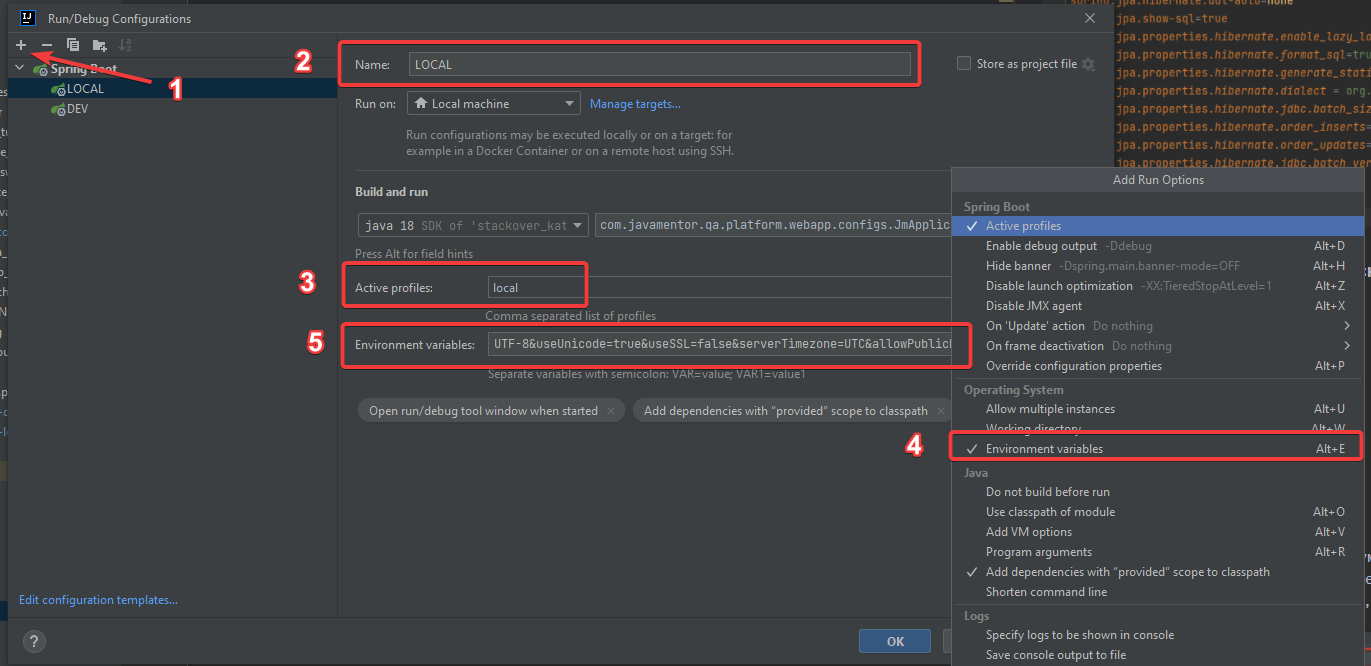 Run/Debug Configurations
Spring Boot
LOCAL
DEV
1
2
Name: LOCAL
Store as project file
Run on: Local machine Manage targets...
Run configurations may be executed locally or on a target: for
example in a Docker Container or on a remote host using SSH.
Build and run
java 18 SDK of 'stackover_kat com.javamentor.qa.platform.webapp.configs.JmApplic
Press Alt for field hints
3
Active profiles: local
Comma separated list of profiles
5
Environment variables: UTF-8&useUnicode=true&useSSL=false&serverTimezone=UTC&allowPublicK
Separate variables with semicolon: VAR=value; VAR1=value1
Open run/debug tool window when started
Add dependencies with “provided” scope to classpath
4
Edit configuration templates...
?
OK
Add Run Options
Spring Boot
Active profiles
Enable debug output -Ddebug Alt+D
Hide banner -Dspring.main.banner-mode=OFF Alt+H
Disable launch optimization -XX:TieredStopAtLevel=1 Alt+Z
Disable JMX agent Alt+X
On 'Update' action Do nothing
On frame deactivation Do nothing
Override configuration properties Alt+P
Operating System
Allow multiple instances Alt+U
Working directory Alt+W
Environment variables Alt+E
Java
Do not build before run
Use classpath of module Alt+O
Add VM options Alt+V
Program arguments Alt+R
Add dependencies with “provided” scope to classpath
Shorten command line
Logs
Specify logs to be shown in console
Save console output to file
spring.jpa.hibernate.ddl-auto=none
jpa.show-sql=true
jpa.properties.hibernate.enable_lazy_lo
jpa.properties.hibernate.format_sql=tru
jpa.properties.hibernate.generate_stati
jpa.properties.hibernate.dialect = org.
jpa.properties.hibernate.jdbc.batch_siz
jpa.properties.hibernate.order_inserts=
jpa.properties.hibernate.order_updates=
jpa.properties.hibernate.jdbc.batch_ver